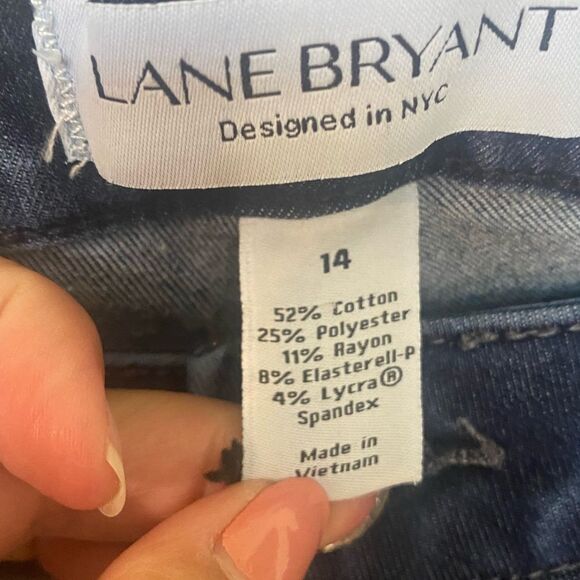 LANE BRYANT
Designed in NYC
14
52% Cotton
25% Polyester
11% Rayon
8% Elasterell-P
4% Lycra®
Spandex
Made in
Vietnam